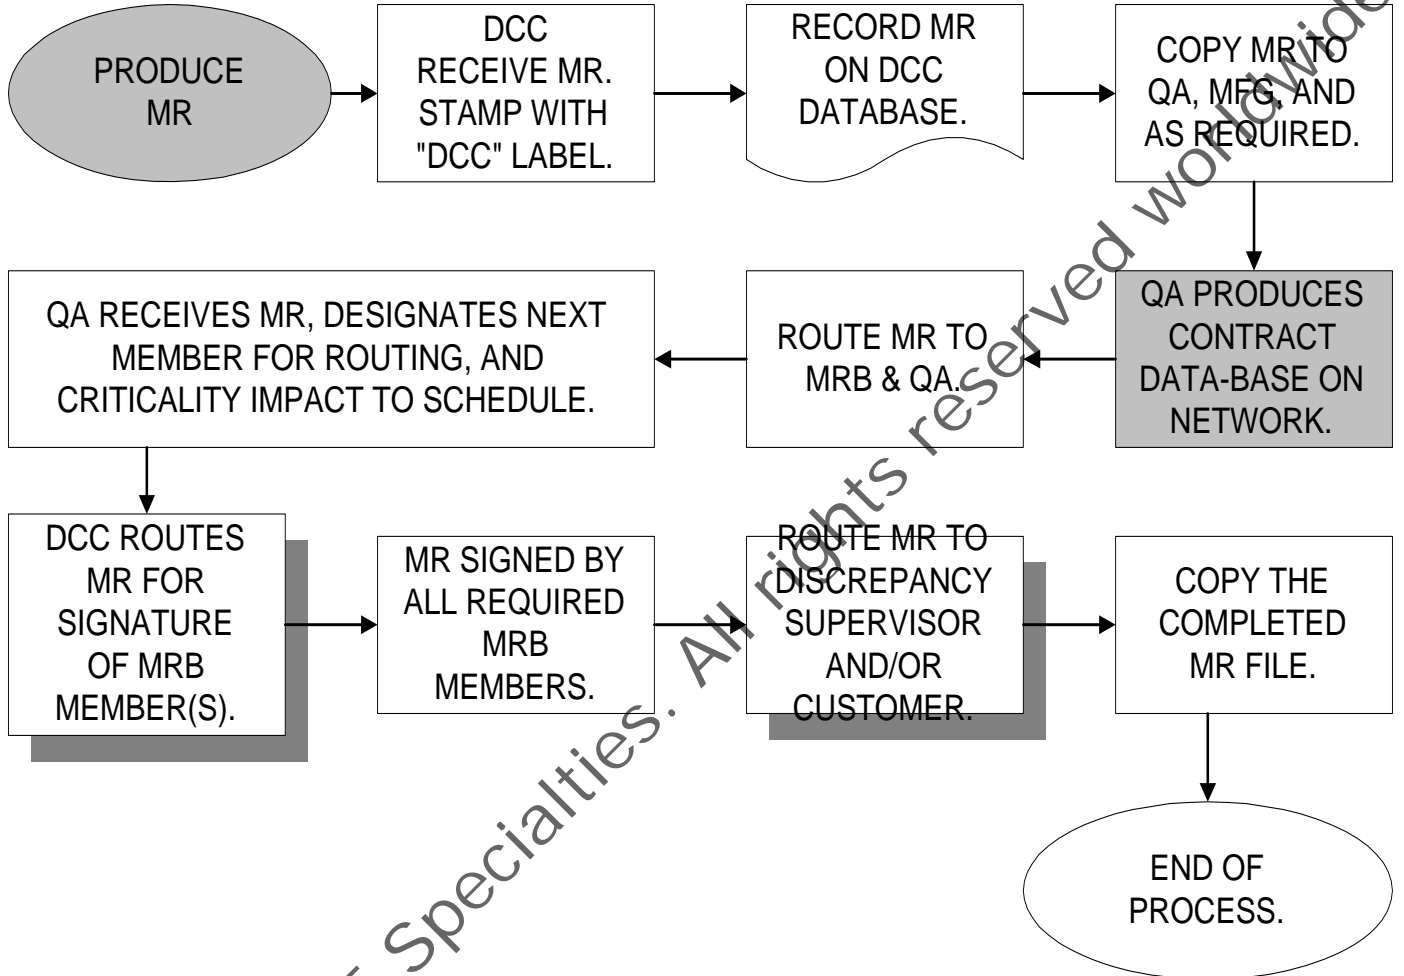 PRODUCE
MR
DCC
RECEIVE MR.
STAMP WITH
"DCC" LABEL.
RECORD MR
ON DCC
DATABASE.
COPY MR TO
QA, MFG, AND
AS REQUIRED.
QA PRODUCES
CONTRACT
DATA-BASE ON
NETWORK.
ROUTE MR TO
MRB & QA.
QA RECEIVES MR, DESIGNATES NEXT
MEMBER FOR ROUTING, AND
CRITICALITY IMPACT TO SCHEDULE.
DCC ROUTES
MR FOR
SIGNATURE
OF MRB
MEMBER(S).
MR SIGNED BY
ALL REQUIRED
MRB
MEMBERS.
ROUTE MR TO
DISCREPANCY
SUPERVISOR
AND/OR
CUSTOMER.
COPY THE
COMPLETED
MR FILE.
END OF
PROCESS.
Specialties. All rights reserved worldwide